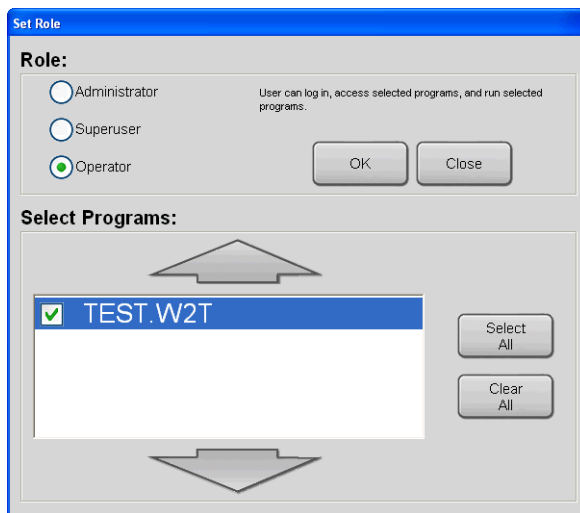 Set Role
Role:
Administrator
Superuser
Operator
User can log in, access selected programs, and run selected
programs.
OK
Close
Select Programs:
TEST.W2T
Select
All
Clear
All